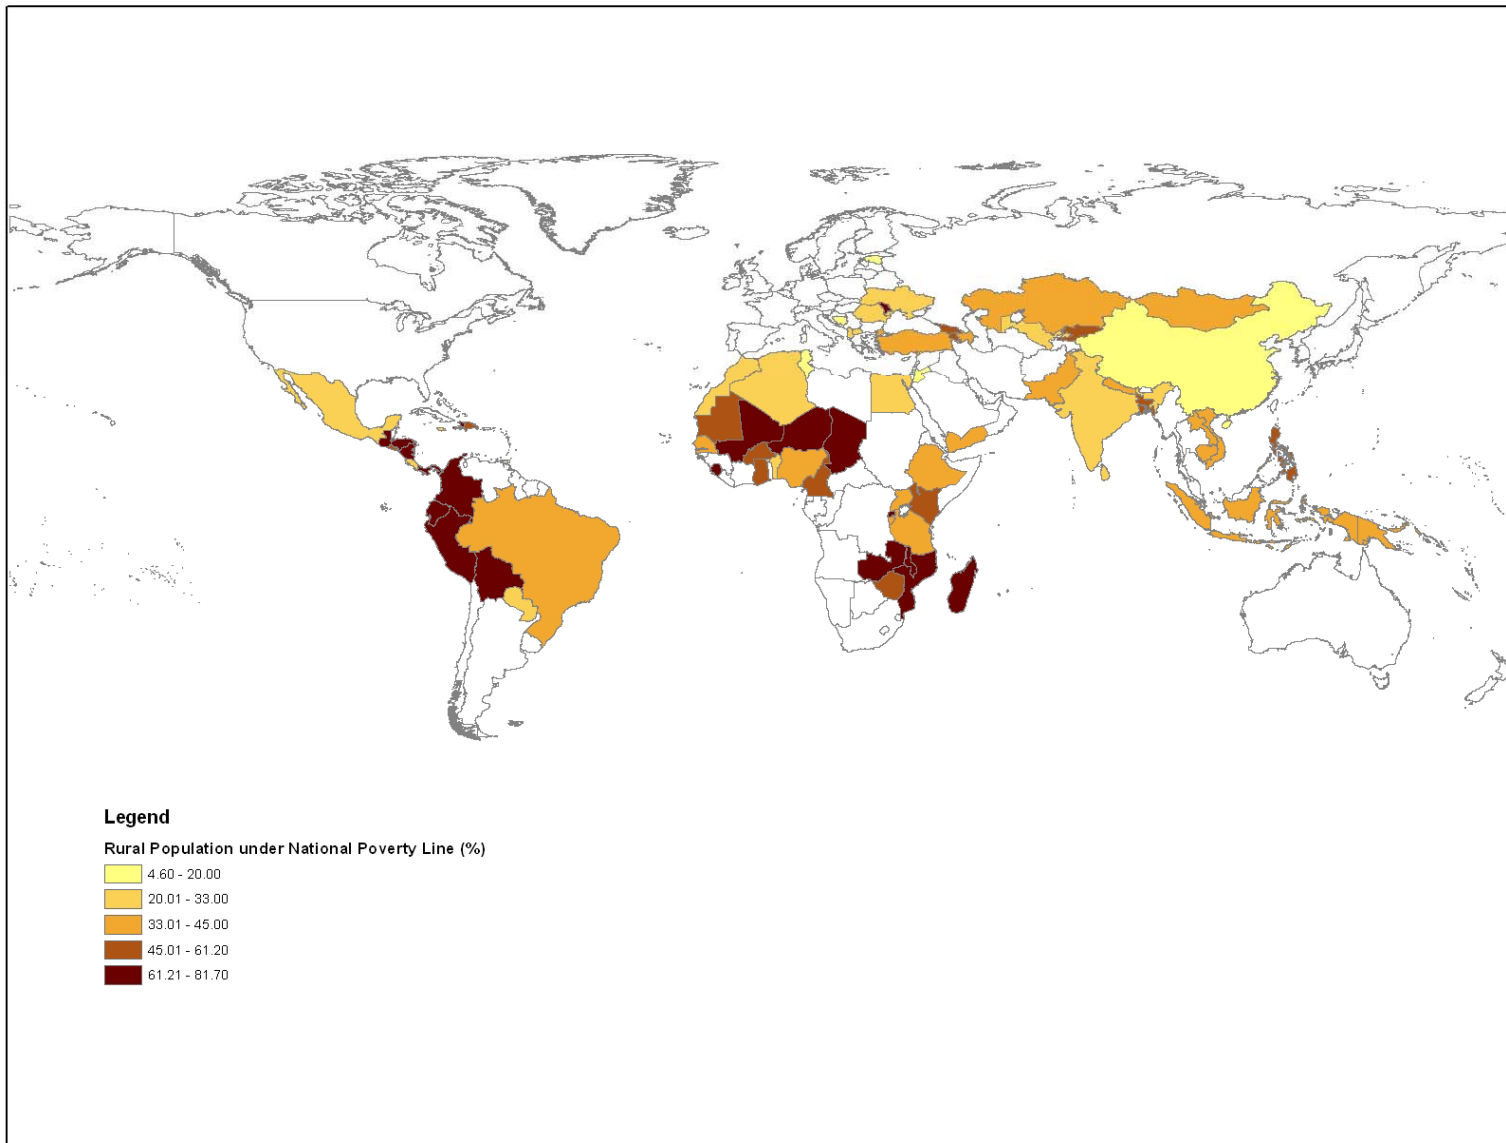 Legend
Rural Population under National Poverty Line (%)
4.60 - 20.00
20.01 - 33.00
33.01 - 45.00
45.01 - 61.20
61.21 - 81.70